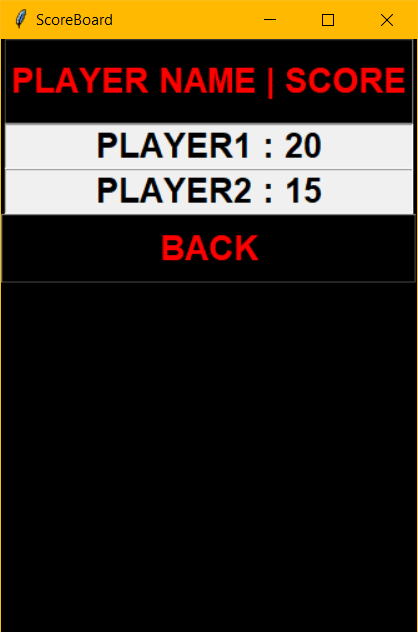 ScoreBoard
PLAYER NAME | SCORE
PLAYER1 : 20
PLAYER2 : 15
BACK